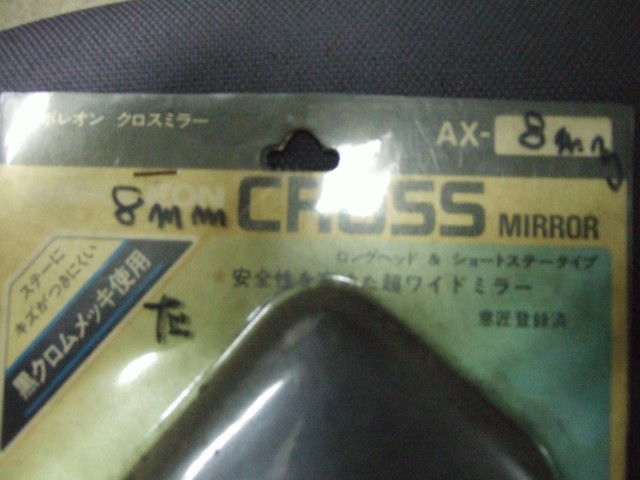 ポレオン クロスミラー
AX- 8mm
8mm
CROSS MIRROR
ロングヘッド & ショートステータイプ
安全性を た超ワイドミラー
意匠登録済
ステーに
キズがつきにくい
黒クロムメッキ使用